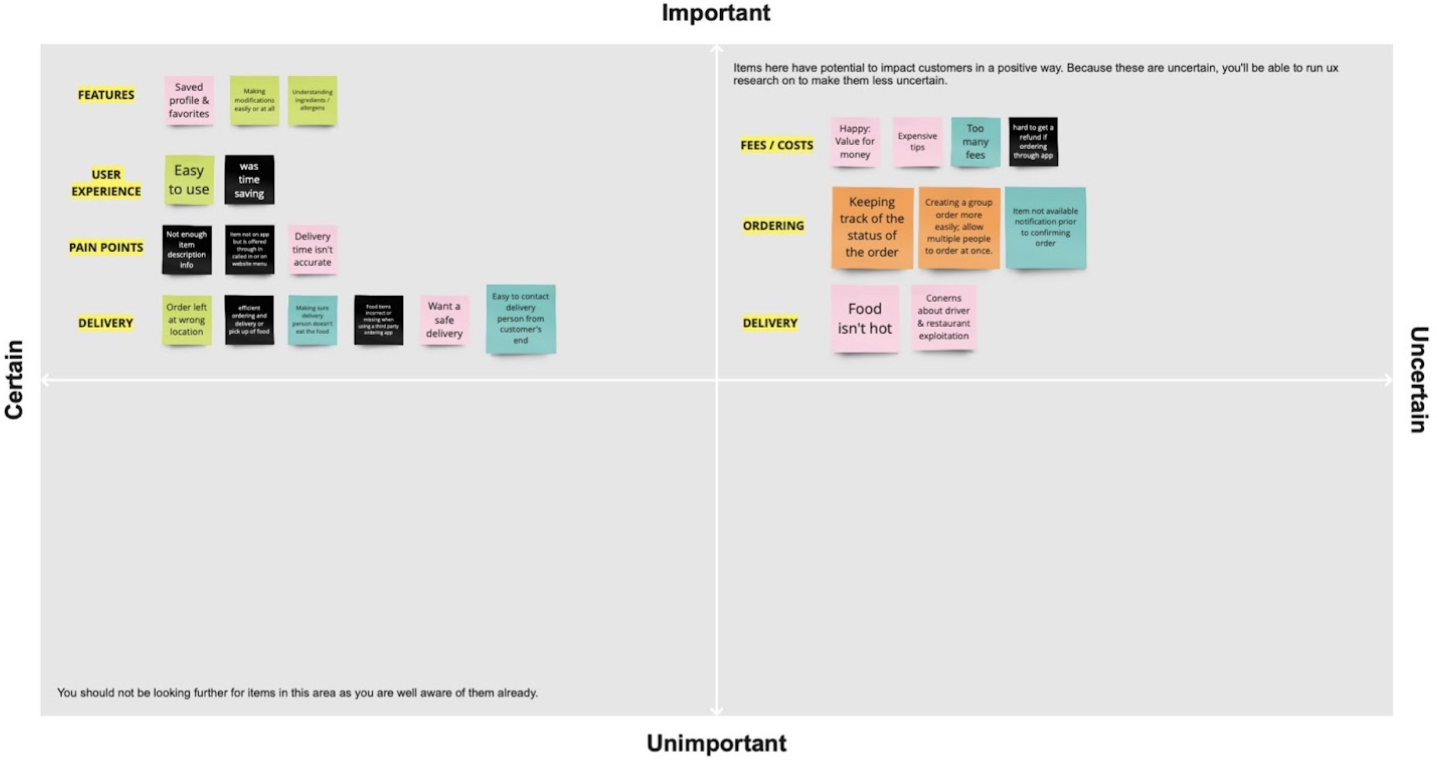 Important
Items here have potential to impact customers in a positive way. Because these are uncertain, you'll be able to run ux
research on to make them less uncertain.
FEATURES
Saved
profile &
favorites
Making
modifications
easily or at all
Understanding
ingredients /
allergens
USER
EXPERIENCE
Easy
to use
was
time
saving
PAIN POINTS
Not enough
item
description
info
Item not on app
but is offered
through in
called in or on
website menu
Delivery
time isn't
accurate
DELIVERY
Order left
at wrong
location
efficient
ordering and
delivery or
pick up of food
Making sure
delivery
person doesn't
eat the food
Food items
incorrect or
missing when
using a third party
ordering app
Want a
safe
delivery
Easy to contact
delivery
person from
customer's
end
FEES / COSTS
Happy:
Value for
money
Expensive
tips
Too
many
fees
hard to get a
refund if
ordering
through app
ORDERING
Keeping
track of the
status of
the order
Creating a group
order more
easily; allow
multiple people
to order at once.
Item not available
notification prior
to confirming
order
DELIVERY
Food
isn't hot
Conerns
about driver
& restaurant
exploitation
Certain
Uncertain
You should not be looking further for items in this area as you are well aware of them already.
Unimportant